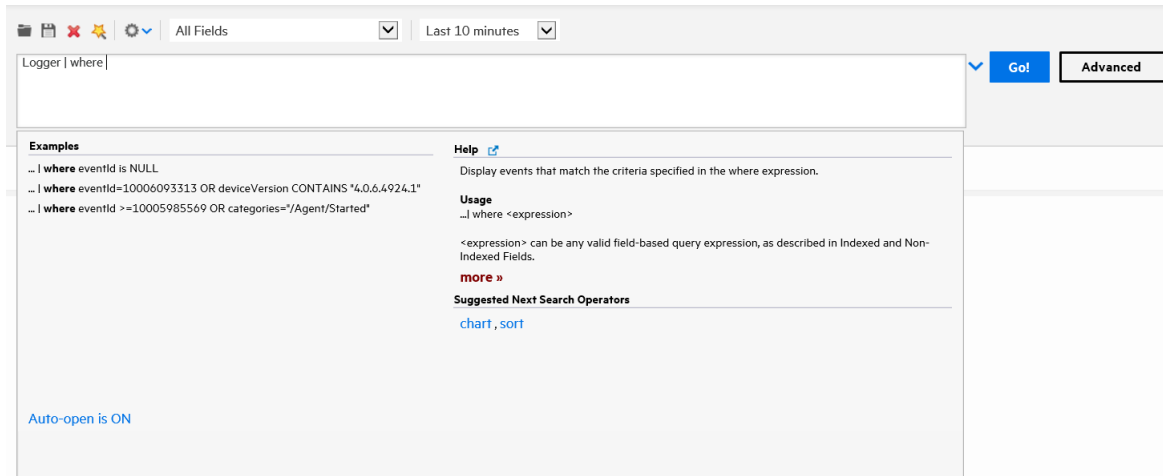 All Fields
Last 10 minutes
Logger | where
Go!
Advanced
Examples
... | where eventId is NULL
... | where eventId=10006093313 OR deviceVersion CONTAINS "4.0.6.4924.1"
... | where eventId >=10005985569 OR categories="/Agent/Started"
Auto-open is ON
Help
Display events that match the criteria specified in the where expression.
Usage
...| where <expression>
<expression> can be any valid field-based query expression, as described in Indexed and Non-
Indexed Fields.
more »
Suggested Next Search Operators
chart , sort